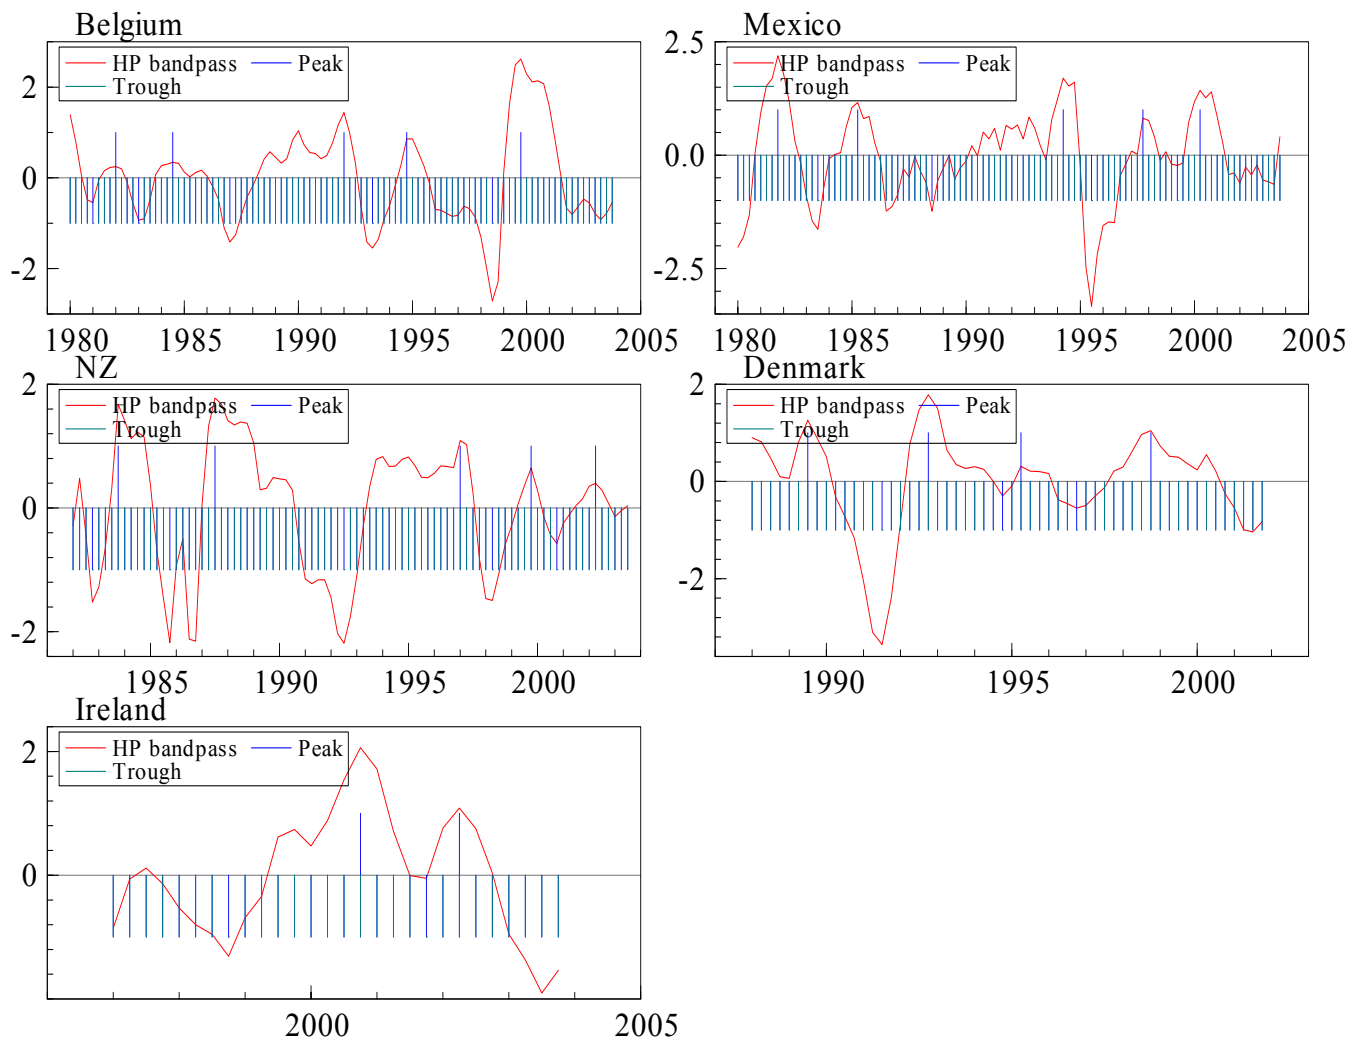 Belgium
HP bandpass Peak
Trough
2
0
-2
1980 1985 1990 1995 2000 2005
Mexico
2.5
HP bandpass Peak
Trough
0.0
-2.5
1980 1985 1990 1995 2000 2005
NZ
2
HP bandpass Peak
Trough
0
-2
1985 1990 1995 2000
Denmark
2
HP bandpass Peak
Trough
0
-2
1990 1995 2000
Ireland
2
HP bandpass Peak
Trough
0
2000 2005